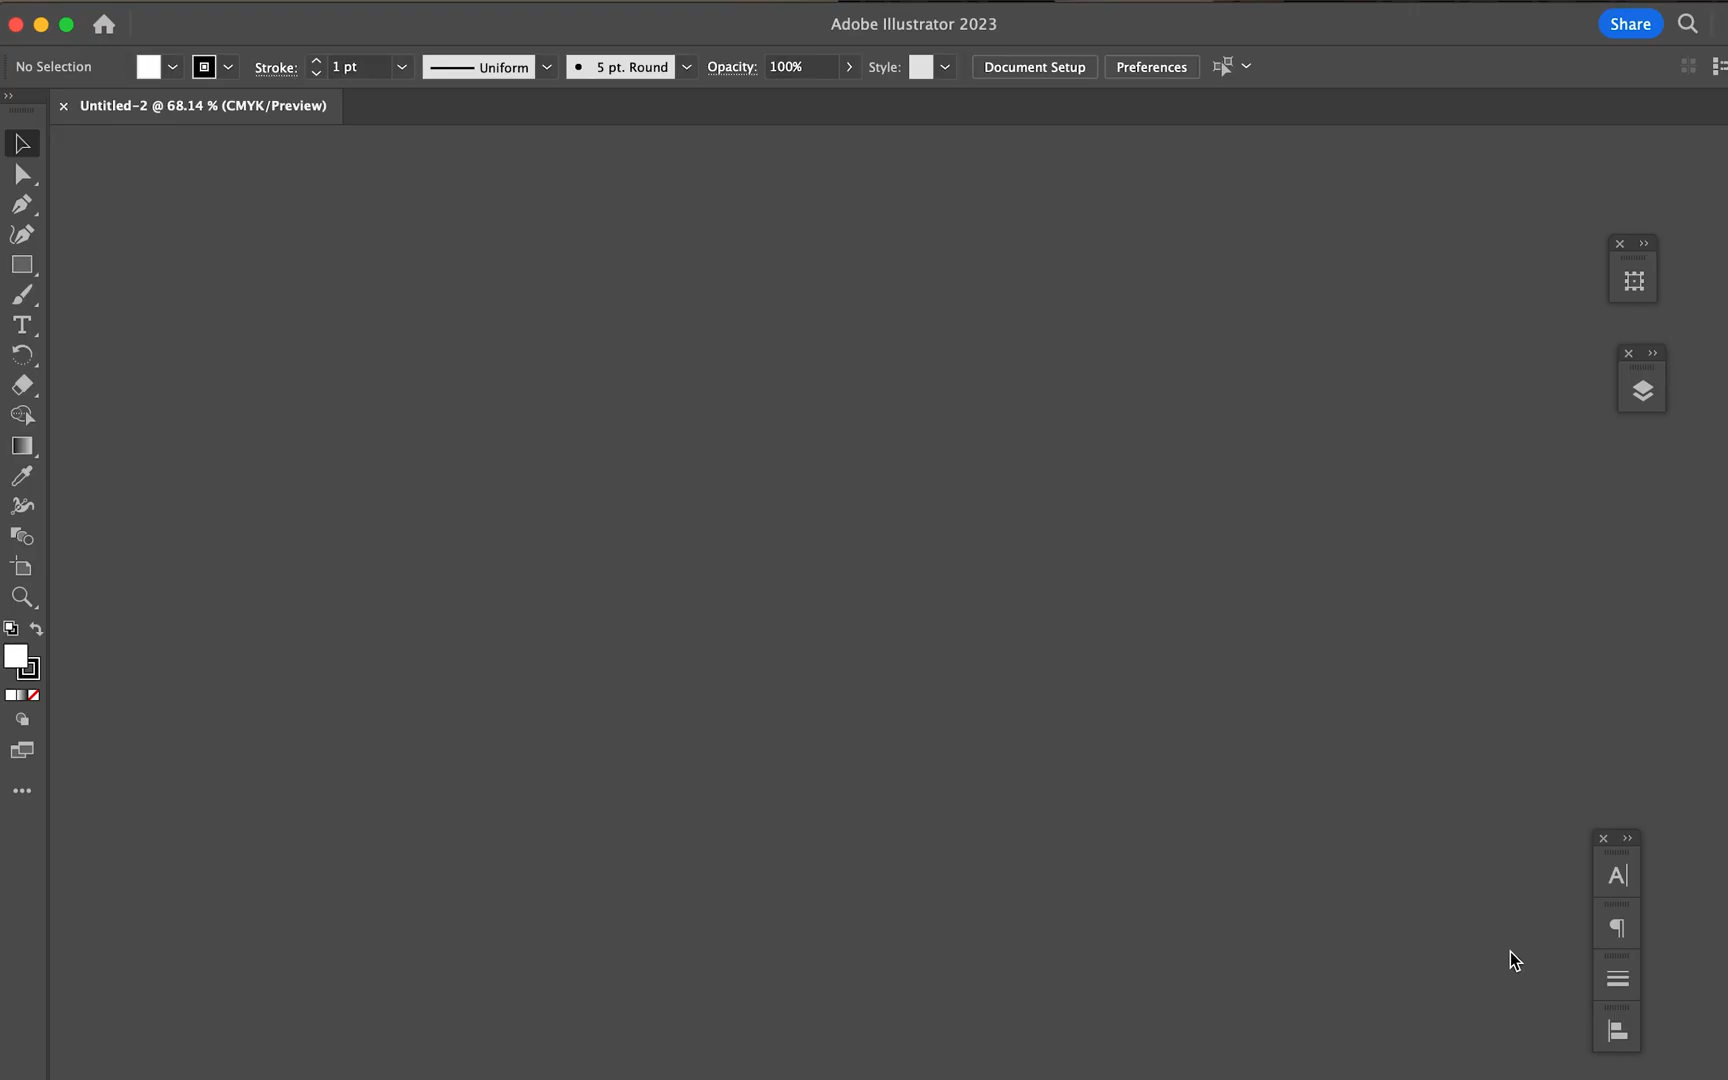 Adobe Illustrator 2023
Share
No Selection
Stroke:
1 pt
Uniform
5 pt. Round
Opacity:
100%
Style:
Document Setup
Preferences
Untitled-2 @ 68.14 % (CMYK/Preview)